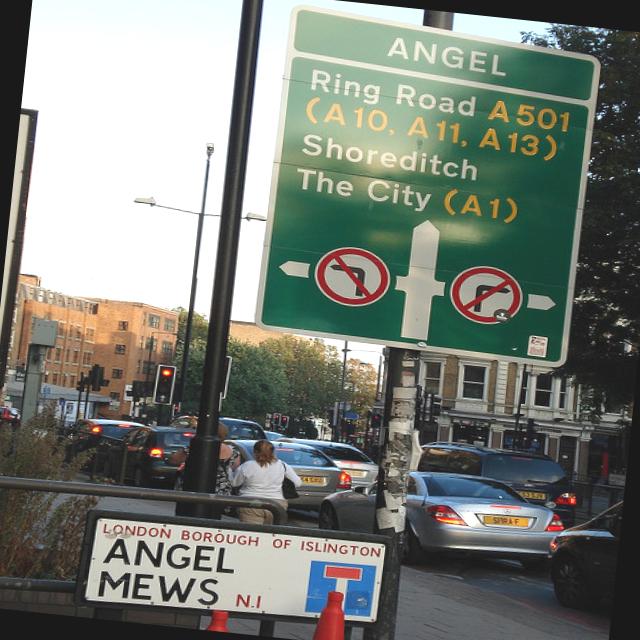 ANGEL
Ring Road A501
(A10, A11, A13)
Shoreditch
The City (A1)
LONDON BOROUGH OF ISLINGTON
ANGEL
MEWS N.1